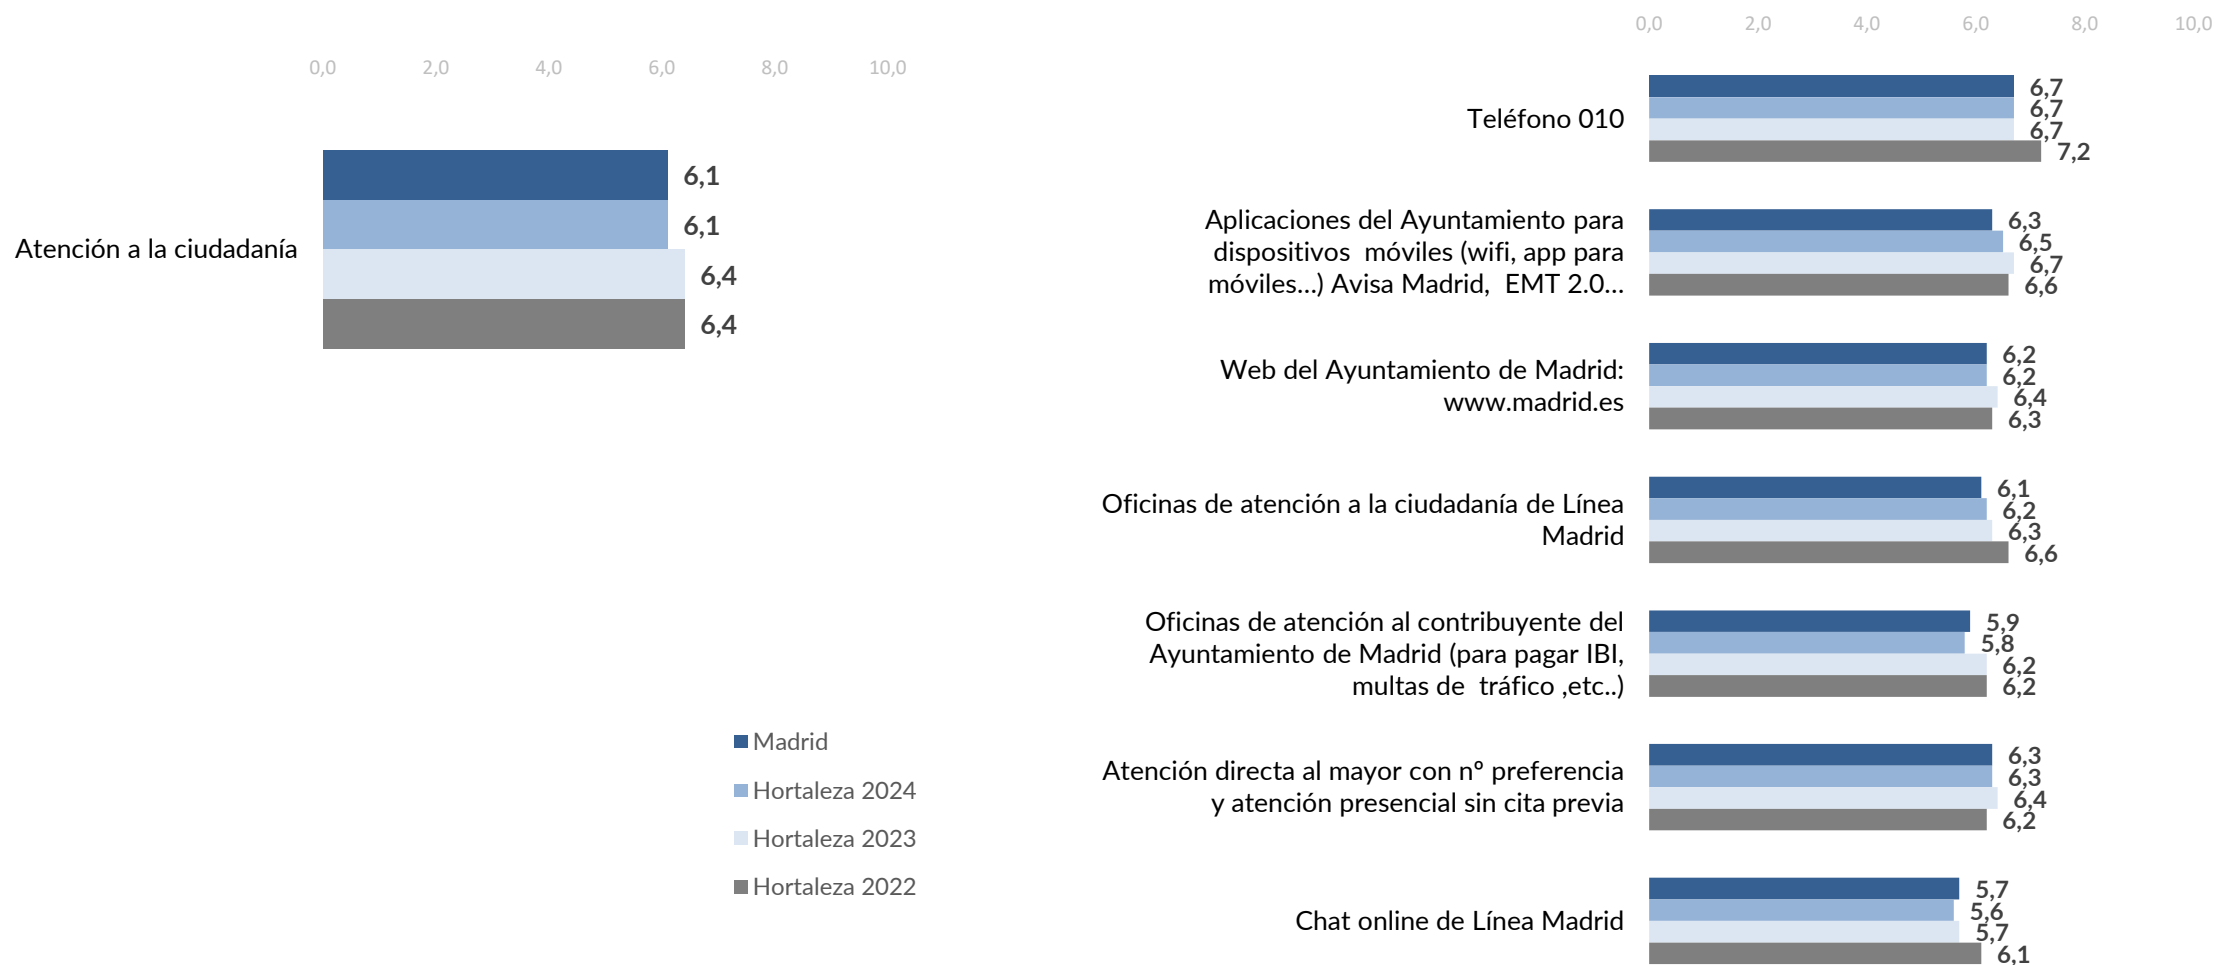 0,0 2,0 4,0 6,0 8,0 10,0
Atención a la ciudadanía
6,1
6,1
6,4
6,4
Madrid
Hortaleza 2024
Hortaleza 2023
Hortaleza 2022
0,0 2,0 4,0 6,0 8,0 10,0
Teléfono 010
6,7
6,7
6,7
7,2
Aplicaciones del Ayuntamiento para
dispositivos  móviles (wifi, app para
móviles...) Avisa Madrid,  EMT 2.0...
6,3
6,5
6,7
6,6
Web del Ayuntamiento de Madrid:
www.madrid.es
6,2
6,2
6,4
6,3
Oficinas de atención a la ciudadanía de Línea
Madrid
6,1
6,2
6,3
6,6
Oficinas de atención al contribuyente del
Ayuntamiento de Madrid (para pagar IBI,
multas de  tráfico ,etc..)
5,9
5,8
6,2
6,2
Atención directa al mayor con nº preferencia
y atención presencial sin cita previa
6,3
6,3
6,4
6,2
Chat online de Línea Madrid
5,7
5,6
5,7
6,1